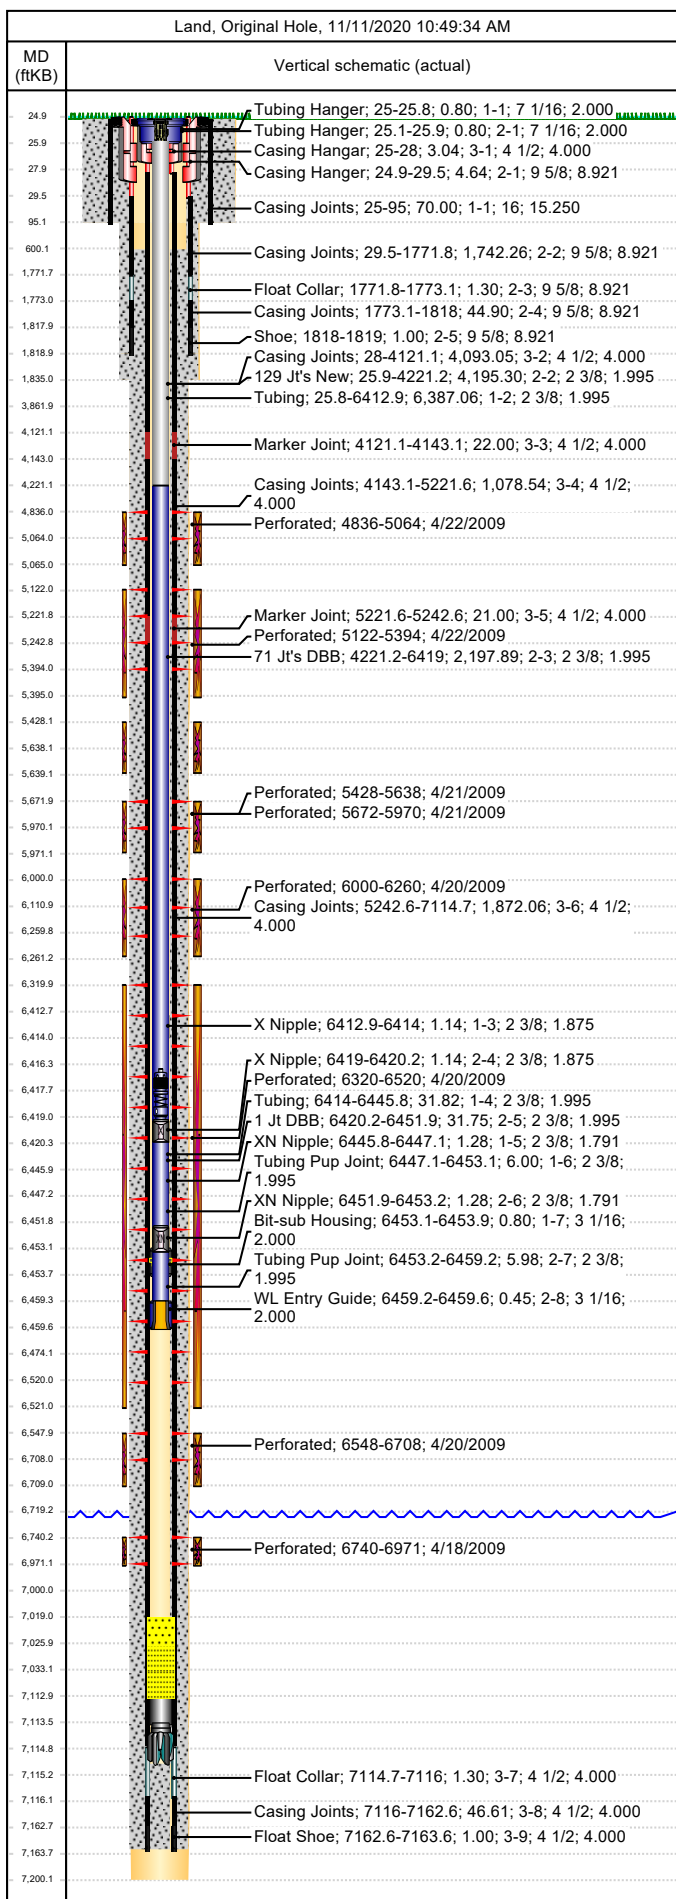 Land, Original Hole, 11/11/2020 10:49:34 AM
MD
(ftKB)
Vertical schematic (actual)
24.9
25.9
27.9
29.5
95.1
600.1
1,771.7
1,773.0
1,817.9
1,818.9
1,835.0
3,861.9
4,121.1
4,143.0
4,221.1
4,836.0
5,064.0
5,065.0
5,122.0
5,221.8
5,242.8
5,394.0
5,395.0
5,428.1
5,638.1
5,639.1
5,671.9
5,970.1
5,971.1
6,000.0
6,110.9
6,259.8
6,261.2
6,319.9
6,412.7
6,414.0
6,416.3
6,417.7
6,419.0
6,420.3
6,445.9
6,447.2
6,451.8
6,453.1
6,453.7
6,459.3
6,459.6
6,474.1
6,520.0
6,521.0
6,547.9
6,708.0
6,709.0
6,719.2
6,740.2
6,971.1
7,000.0
7,019.0
7,025.9
7,033.1
7,112.9
7,113.5
7,114.8
7,115.2
7,116.1
7,162.7
7,163.7
7,200.1
Tubing Hanger; 25-25.8; 0.80; 1-1; 7 1/16; 2.000
Tubing Hanger; 25.1-25.9; 0.80; 2-1; 7 1/16; 2.000
Casing Hangar; 25-28; 3.04; 3-1; 4 1/2; 4.000
Casing Hanger; 24.9-29.5; 4.64; 2-1; 9 5/8; 8.921
Casing Joints; 25-95; 70.00; 1-1; 16; 15.250
Casing Joints; 29.5-1771.8; 1,742.26; 2-2; 9 5/8; 8.921
Float Collar; 1771.8-1773.1; 1.30; 2-3; 9 5/8; 8.921
Casing Joints; 1773.1-1818; 44.90; 2-4; 9 5/8; 8.921
Shoe; 1818-1819; 1.00; 2-5; 9 5/8; 8.921
Casing Joints; 28-4121.1; 4,093.05; 3-2; 4 1/2; 4.000
129 Jt's New; 25.9-4221.2; 4,195.30; 2-2; 2 3/8; 1.995
Tubing; 25.8-6412.9; 6,387.06; 1-2; 2 3/8; 1.995
Marker Joint; 4121.1-4143.1; 22.00; 3-3; 4 1/2; 4.000
Casing Joints; 4143.1-5221.6; 1,078.54; 3-4; 4 1/2;
4.000
Perforated; 4836-5064; 4/22/2009
Marker Joint; 5221.6-5242.6; 21.00; 3-5; 4 1/2; 4.000
Perforated; 5122-5394; 4/22/2009
71 Jt's DBB; 4221.2-6419; 2,197.89; 2-3; 2 3/8; 1.995
Perforated; 5428-5638; 4/21/2009
Perforated; 5672-5970; 4/21/2009
Perforated; 6000-6260; 4/20/2009
Casing Joints; 5242.6-7114.7; 1,872.06; 3-6; 4 1/2;
4.000
X Nipple; 6412.9-6414; 1.14; 1-3; 2 3/8; 1.875
X Nipple; 6419-6420.2; 1.14; 2-4; 2 3/8; 1.875
Perforated; 6320-6520; 4/20/2009
Tubing; 6414-6445.8; 31.82; 1-4; 2 3/8; 1.995
1 Jt DBB; 6420.2-6451.9; 31.75; 2-5; 2 3/8; 1.995
XN Nipple; 6445.8-6447.1; 1.28; 1-5; 2 3/8; 1.791
Tubing Pup Joint; 6447.1-6453.1; 6.00; 1-6; 2 3/8;
1.995
XN Nipple; 6451.9-6453.2; 1.28; 2-6; 2 3/8; 1.791
Bit-sub Housing; 6453.1-6453.9; 0.80; 1-7; 3 1/16;
2.000
Tubing Pup Joint; 6453.2-6459.2; 5.98; 2-7; 2 3/8;
1.995
WL Entry Guide; 6459.2-6459.6; 0.45; 2-8; 3 1/16;
2.000
Perforated; 6548-6708; 4/20/2009
Perforated; 6740-6971; 4/18/2009
Float Collar; 7114.7-7116; 1.30; 3-7; 4 1/2; 4.000
Casing Joints; 7116-7162.6; 46.61; 3-8; 4 1/2; 4.000
Float Shoe; 7162.6-7163.6; 1.00; 3-9; 4 1/2; 4.000